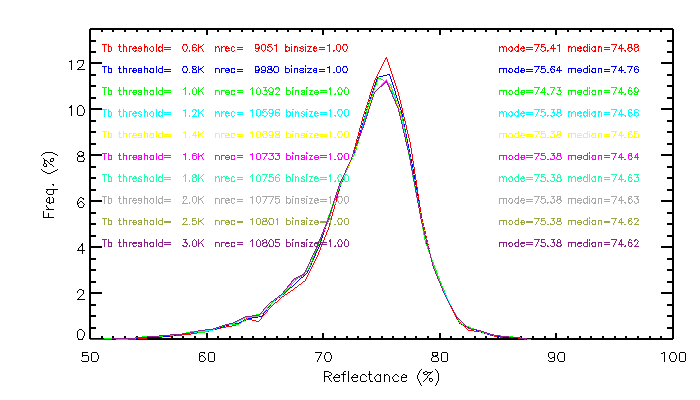 Tb threshold= 0.6K nrec= 9051 binsize=1.00 mode=75.41 median=74.88
Tb threshold= 0.8K nrec= 9980 binsize=1.00 mode=75.64 median=74.76
Tb threshold= 1.0K nrec= 10392 binsize=1.00 mode=74.73 median=74.69
Tb threshold= 1.2K nrec= 10596 binsize=1.00 mode=75.38 median=74.66
Tb threshold= 1.4K nrec= 10698 binsize=1.00 mode=75.38 median=74.65
Tb threshold= 1.6K nrec= 10733 binsize=1.00 mode=75.38 median=74.64
Tb threshold= 1.8K nrec= 10756 binsize=1.00 mode=75.38 median=74.63
Tb threshold= 2.0K nrec= 10775 binsize=1.00 mode=75.38 median=74.63
Tb threshold= 2.5K nrec= 10801 binsize=1.00 mode=75.38 median=74.62
Tb threshold= 3.0K nrec= 10805 binsize=1.00 mode=75.38 median=74.62
12
10
8
6
4
2
0
Freq. (%)
50 60 70 80 90 100
Reflectance (%)